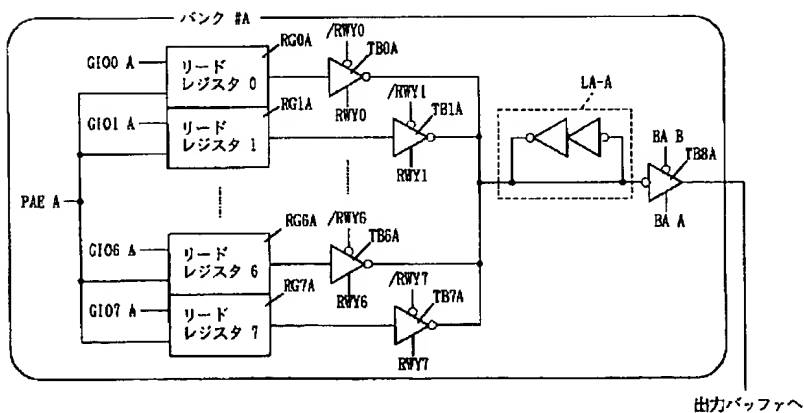 バンク #A
GIO0 A
リード
レジスタ 0
RG0A
/RWY0
TB0A
RWY0
GIO1 A
リード
レジスタ 1
RG1A
/RWY1
TB1A
RWY1
LA-A
BA B
TB8A
BA A
PAE A
GIO6 A
リード
レジスタ 6
RG6A
/RWY6
TB6A
RWY6
GIO7 A
リード
レジスタ 7
RG7A
/RWY7
TB7A
RWY7
出力バッファへ